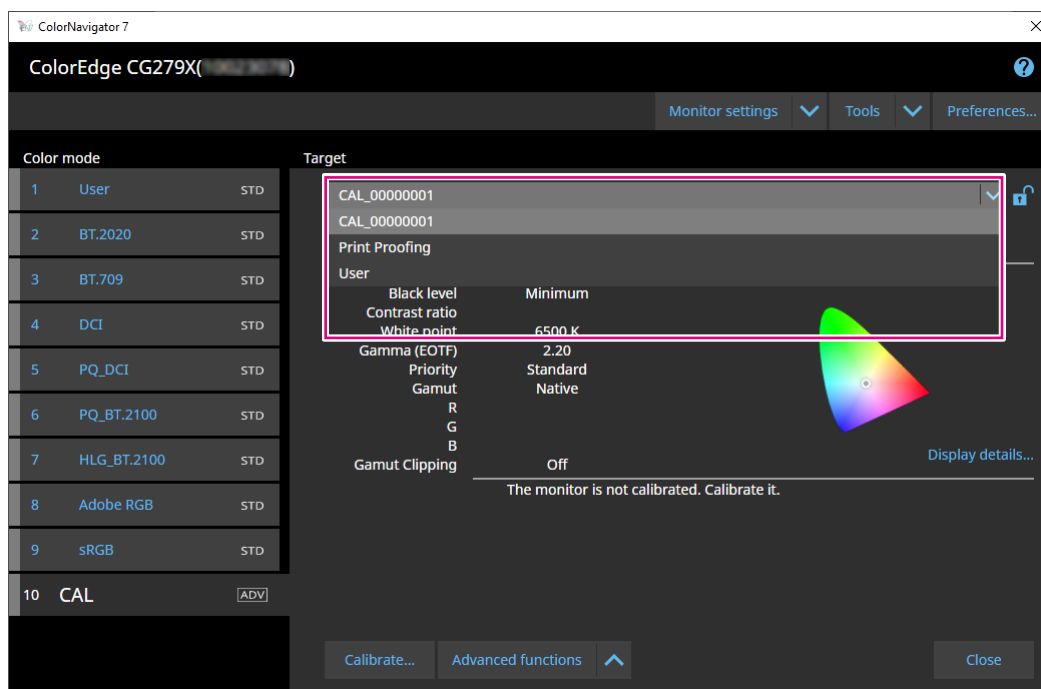 ColorNavigator 7
ColorEdge CG279X( )
Monitor settings Tools Preferences...
Color mode Target
1 User STD
2 BT.2020 STD
3 BT.709 STD
4 DCI STD
5 PQ_DCI STD
6 PQ_BT.2100 STD
7 HLG_BT.2100 STD
8 Adobe RGB STD
9 sRGB STD
10 CAL ADV
CAL_00000001
CAL_00000001
Print Proofing
User
Black level Minimum
Contrast ratio
White point 6500 K
Gamma (EOTF) 2.20
Priority Standard
Gamut Native
R
G
B
Gamut Clipping Off
Display details...
The monitor is not calibrated. Calibrate it.
Calibrate... Advanced functions Close